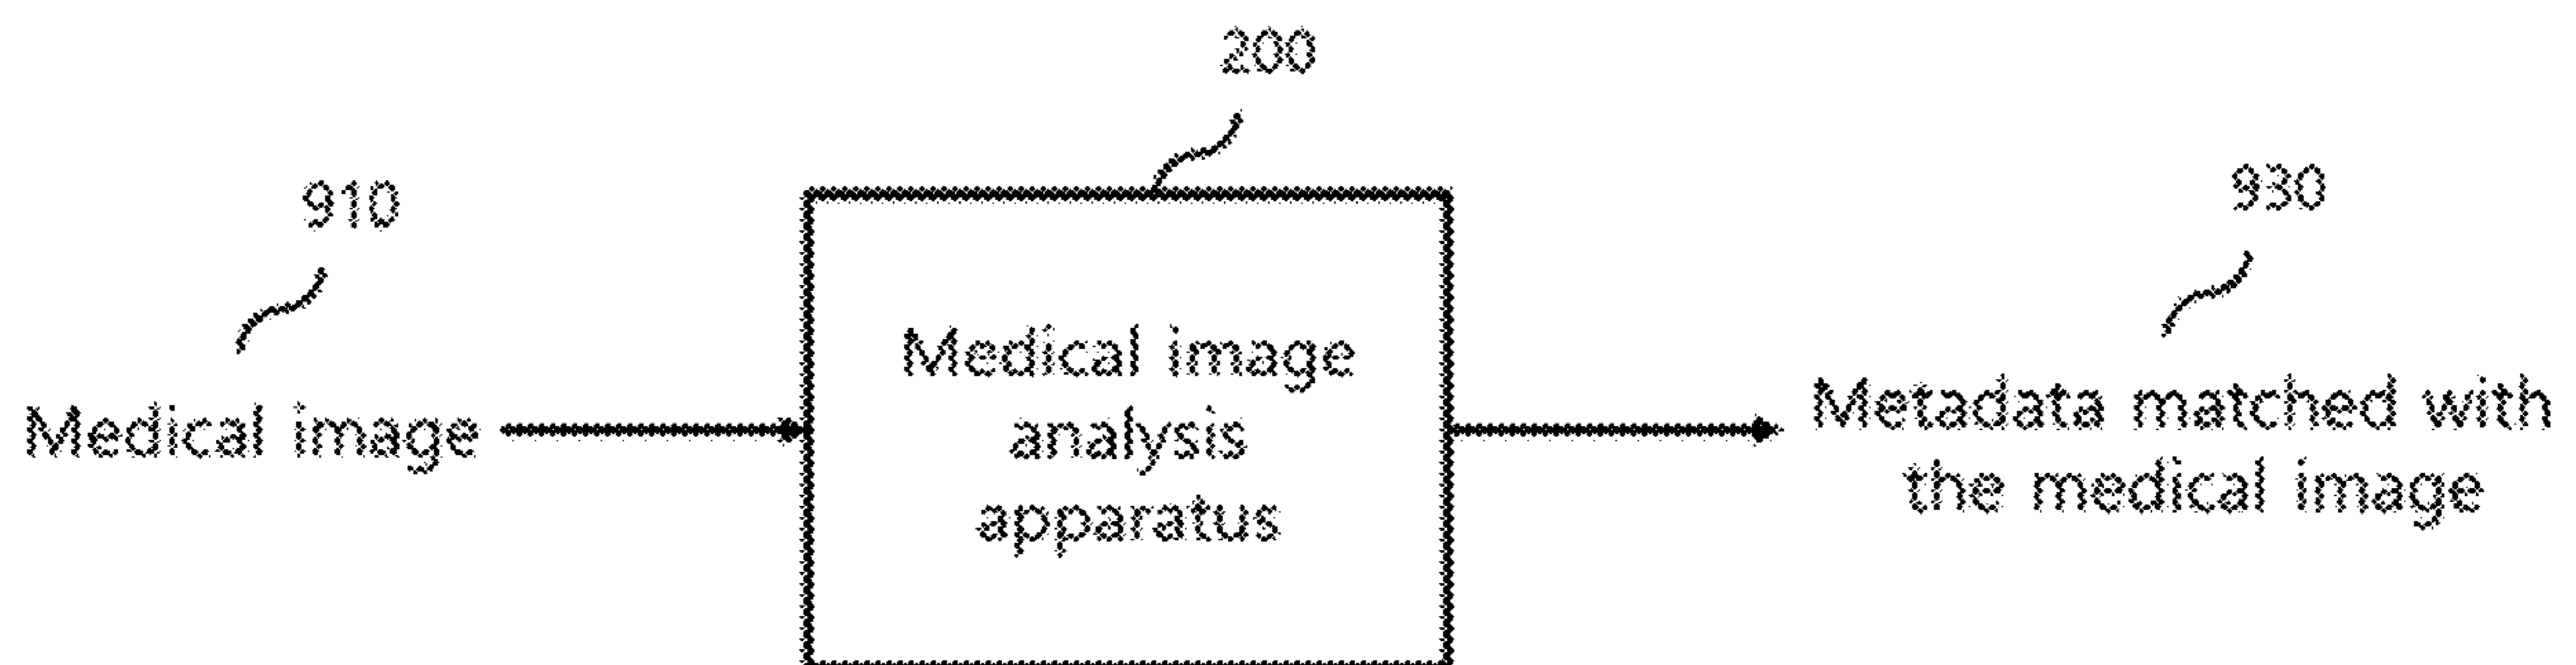 200
910
930
Medical image
Medical image
analysis
apparatus
Metadata matched with
the medical image